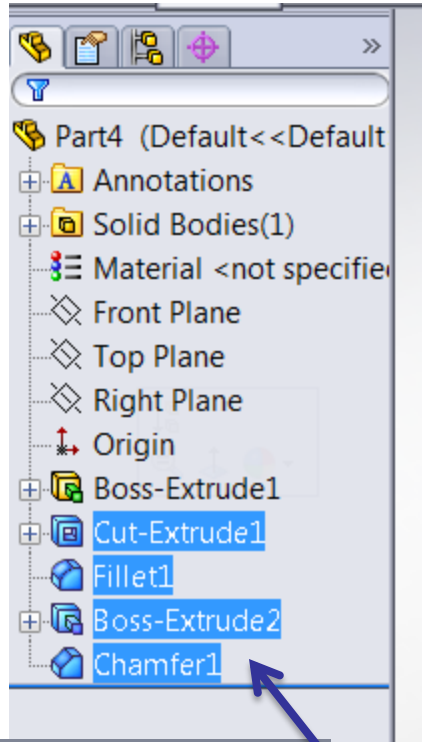 Part4 (Default<<Default
Annotations
Solid Bodies(1)
Material <not specified
Front Plane
Top Plane
Right Plane
Origin
Boss-Extrude1
Cut-Extrude1
Fillet1
Boss-Extrude2
Chamfer1